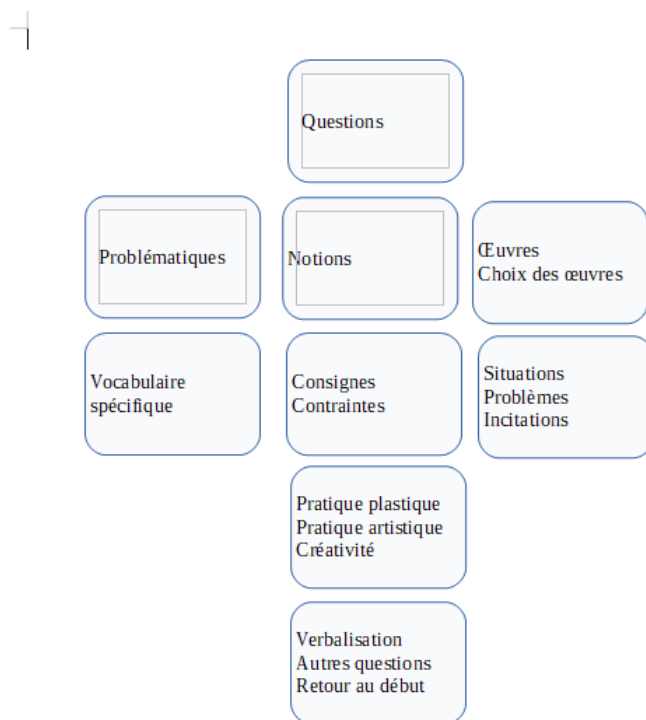 Questions
Problématiques
Notions
Œuvres
Choix des œuvres
Vocabulaire
spécifique
Consignes
Contraintes
Situations
Problèmes
Incitations
Pratique plastique
Pratique artistique
Créativité
Verbalisation
Autres questions
Retour au début